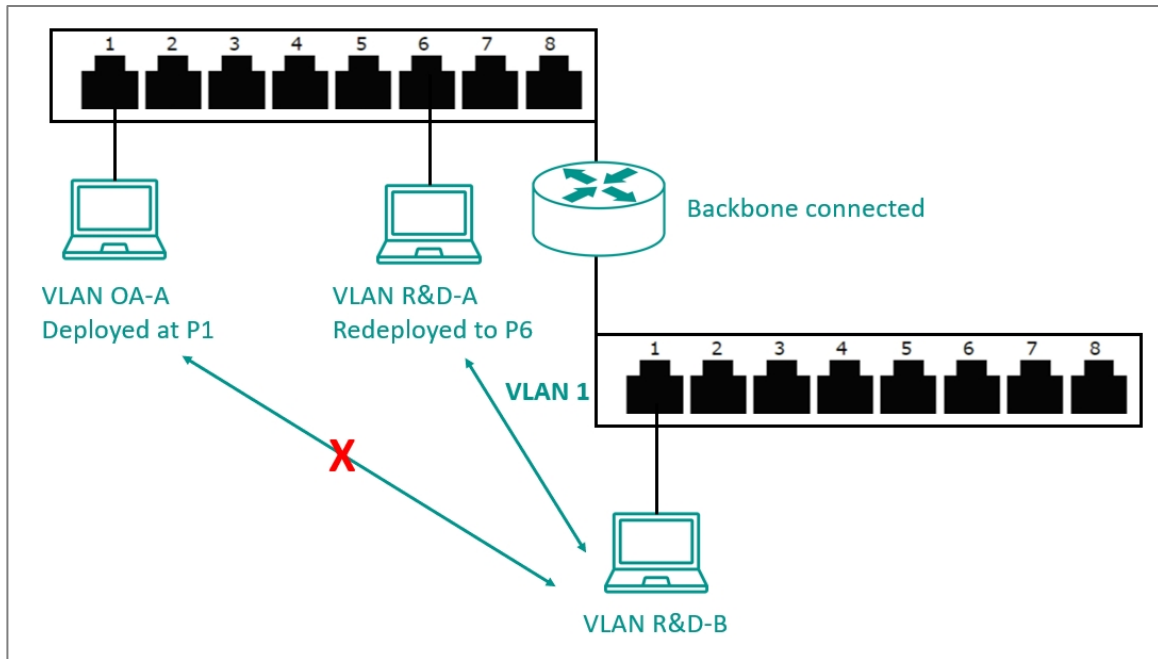 1 2 3 4 5 6 7 8
Backbone connected
VLAN OA-A
Deployed at P1
VLAN R&D-A
Redeployed to P6
1 2 3 4 5 6 7 8
VLAN 1
X
VLAN R&D-B